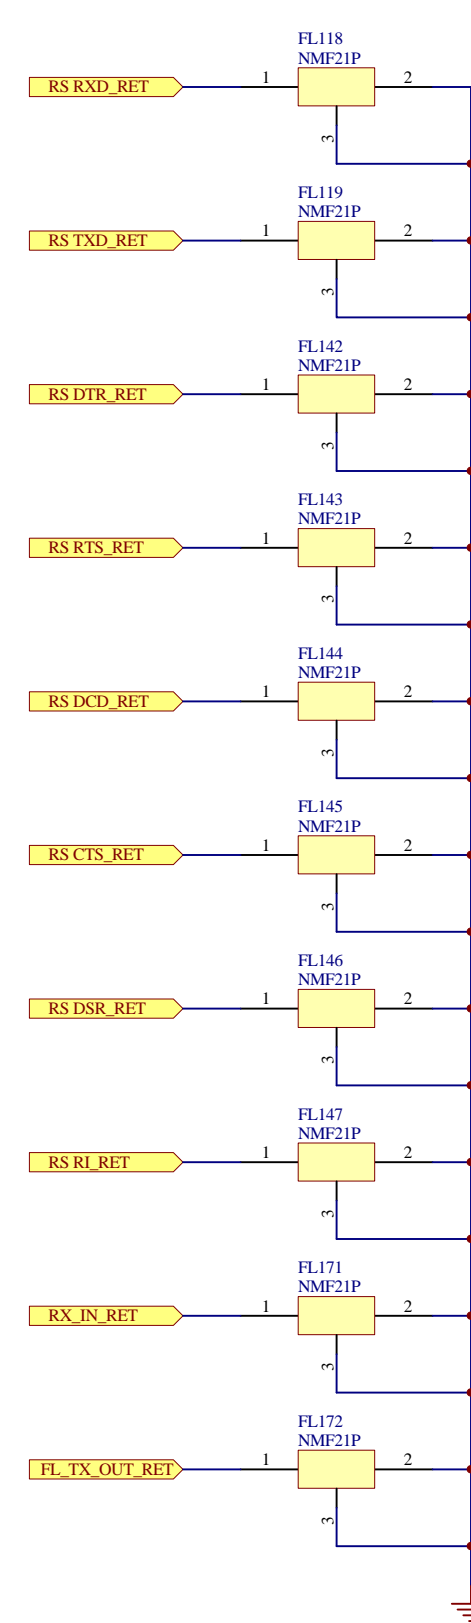 FL118
NMF21P
RS RXD_RET 1 2
3
FL119
NMF21P
RS TXD_RET 1 2
3
FL142
NMF21P
RS DTR_RET 1 2
3
FL143
NMF21P
RS RTS_RET 1 2
3
FL144
NMF21P
RS DCD_RET 1 2
3
FL145
NMF21P
RS CTS_RET 1 2
3
FL146
NMF21P
RS DSR_RET 1 2
3
FL147
NMF21P
RS RI_RET 1 2
3
FL171
NMF21P
RX_IN_RET 1 2
3
FL172
NMF21P
FL_TX_OUT_RET 1 2
3